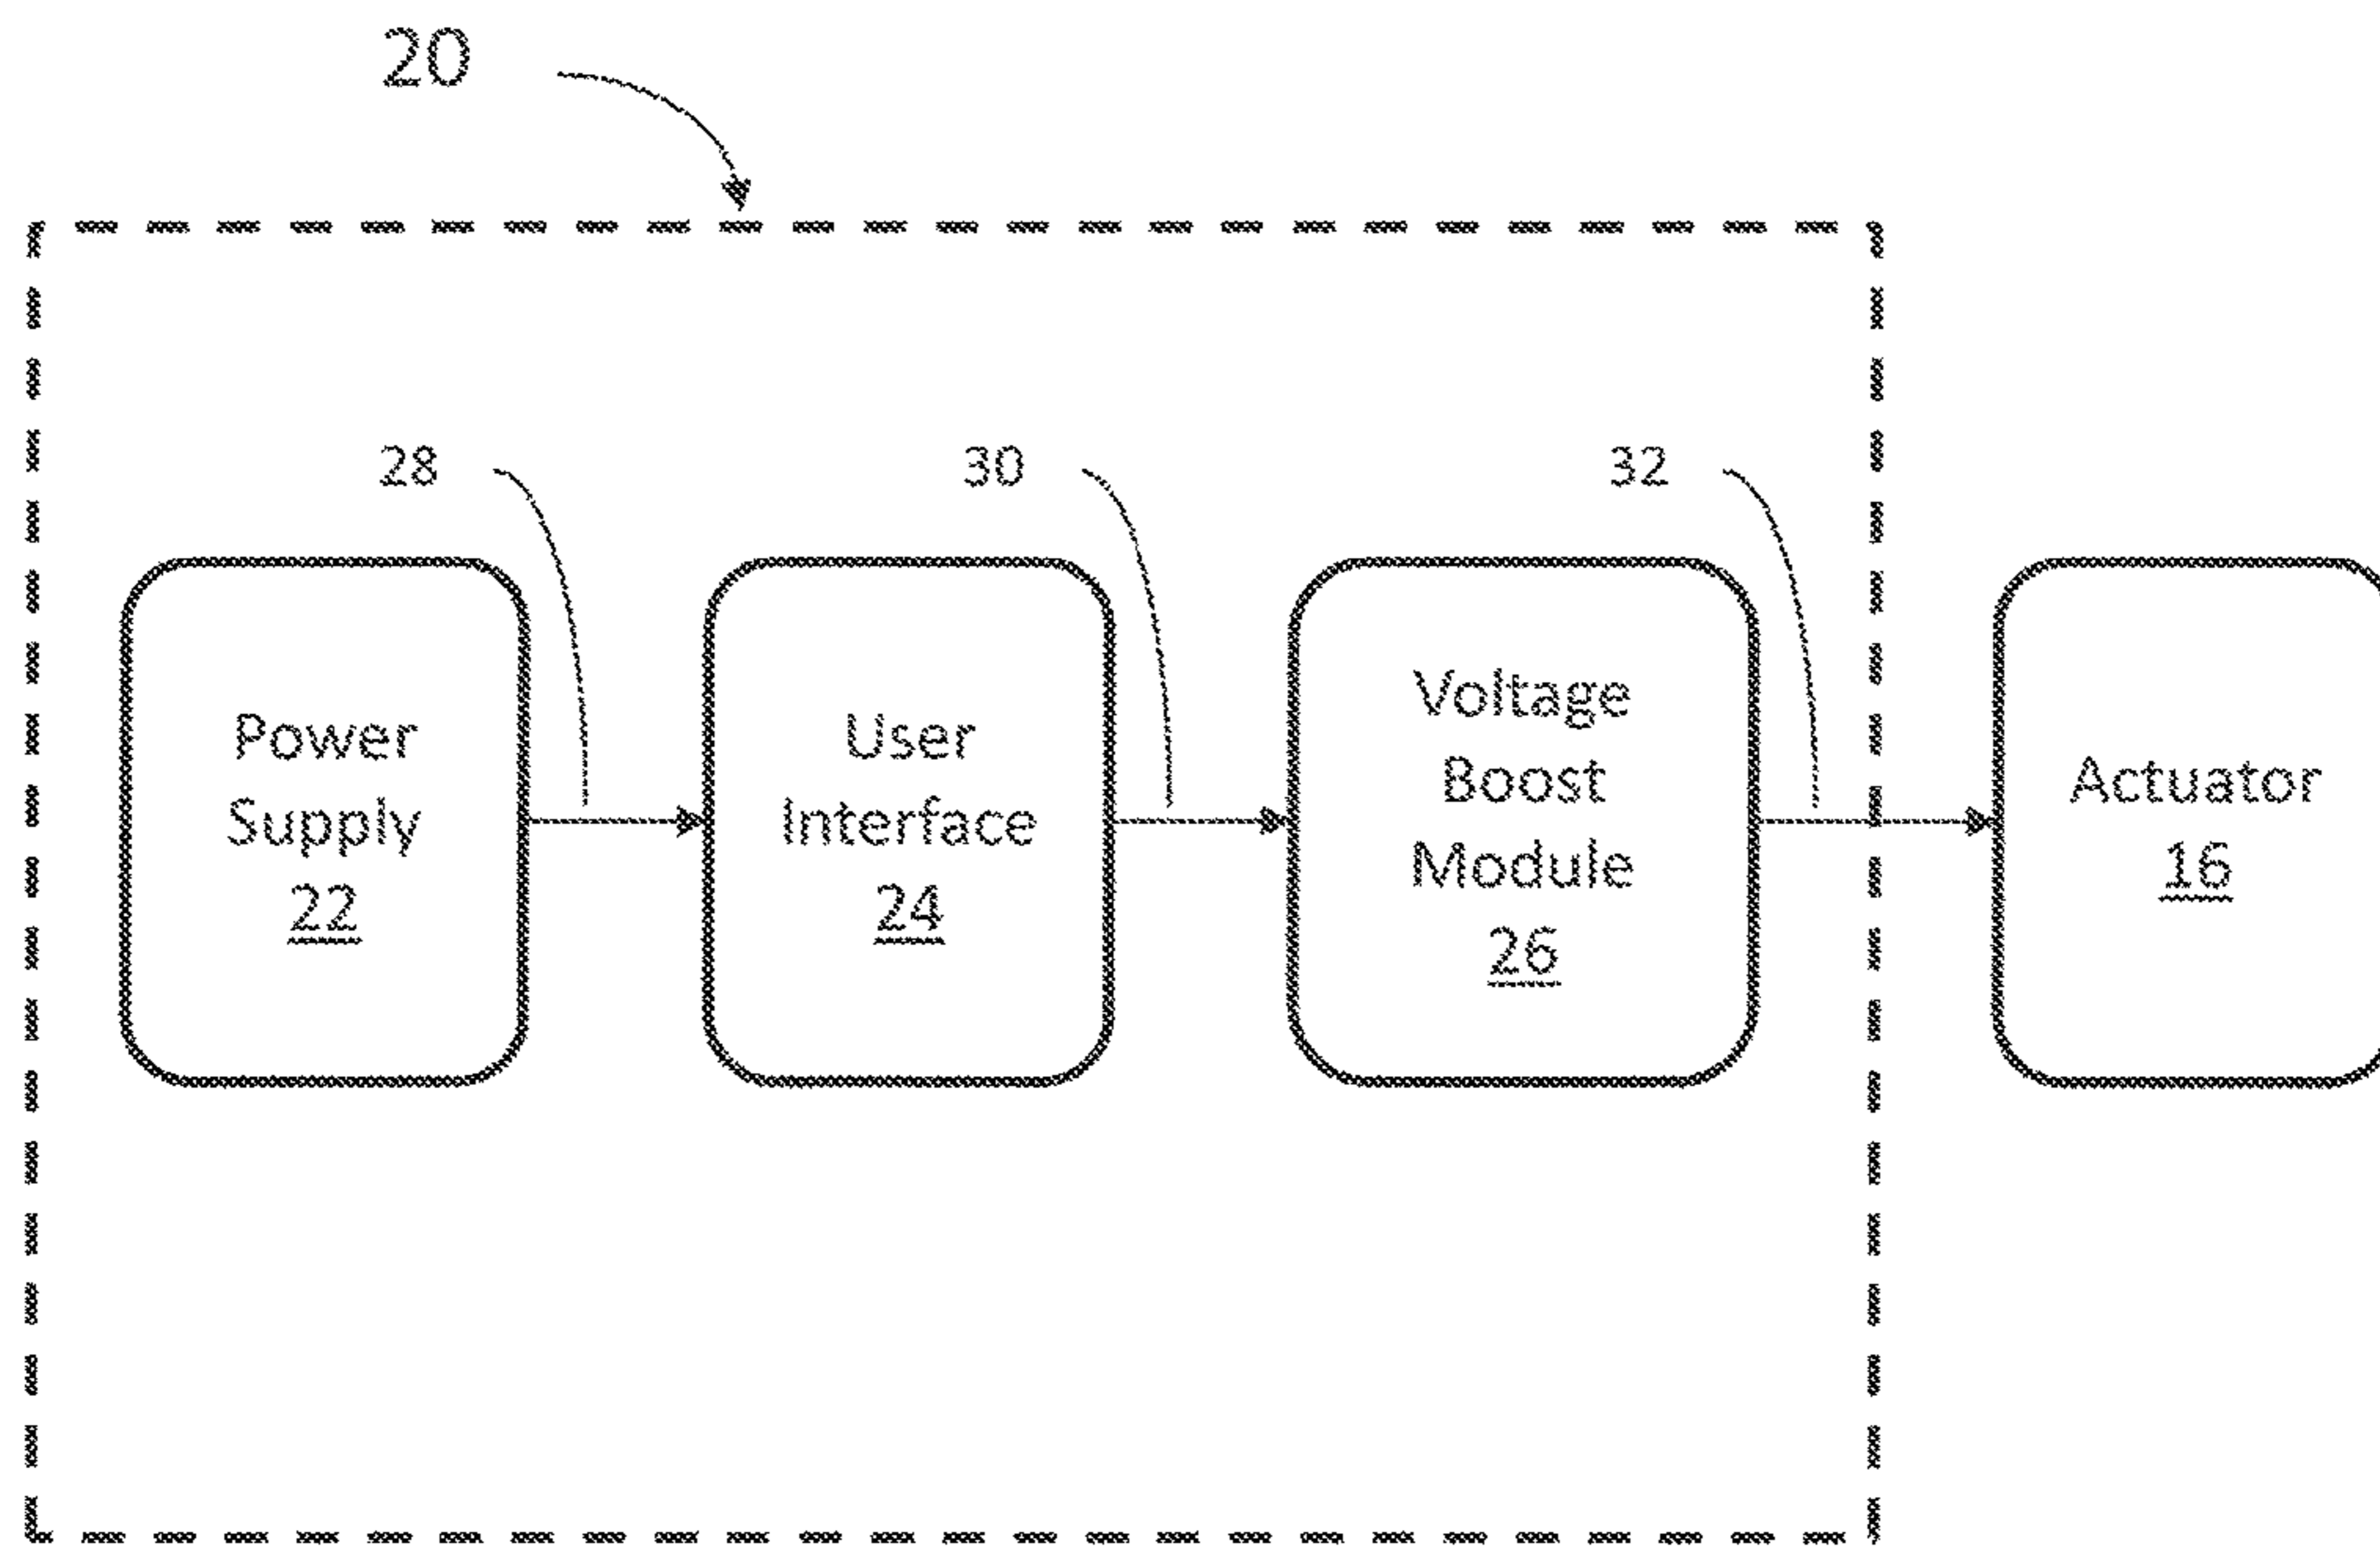 20
28
30
32
Power
Supply
22
User
Interface
24
Voltage
Boost
Module
26
Actuator
16